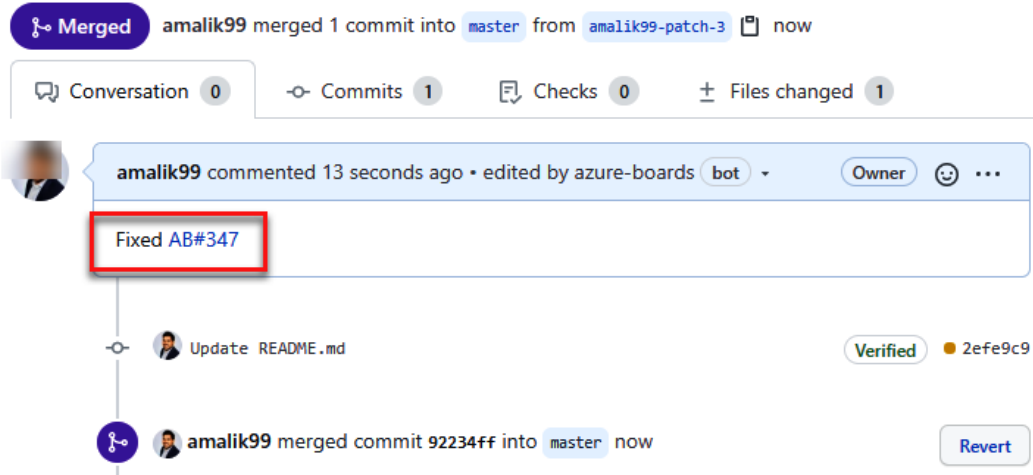 Merged amalik99 merged 1 commit into master from amalik99-patch-3 now
Conversation 0 Commits 1 Checks 0 Files changed 1
amalik99 commented 13 seconds ago • edited by azure-boards bot Owner
Fixed AB#347
Update README.md Verified 2efe9c9
amalik99 merged commit 92234ff into master now Revert